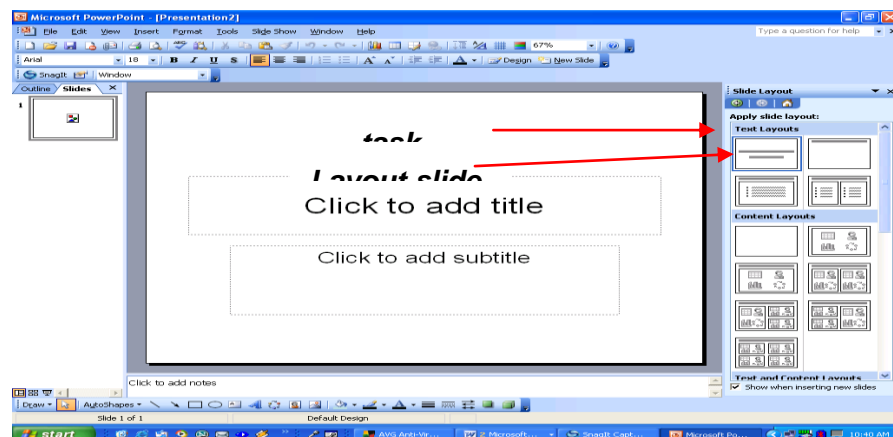 Microsoft PowerPoint - [Presentation2]
File Edit View Insert Format Tools Slide Show Window Help
Type a question for help
67%
Arial 18 B I U S A A A Design New Slide
SnagIt Window
Outline Slides
Slide Layout
Apply slide layout:
Text Layouts
1
task
Layout slide
Click to add title
Content Layouts
Click to add subtitle
Text and Content Layouts
Click to add notes
Show when inserting new slides
Draw AutoShapes
Slide 1 of 1 Default Design
start AVG Anti-Vir... 2 Microsoft... SnagIt Capt... Microsoft Po... 10:40 AM